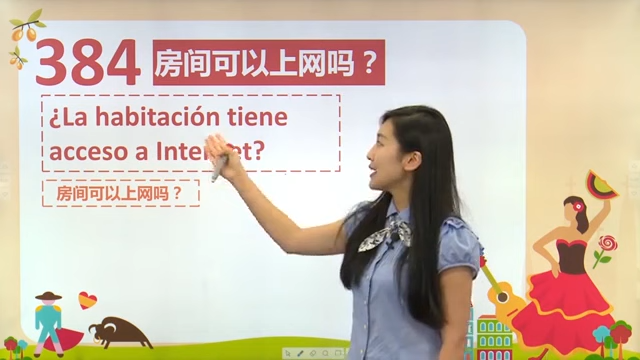 384 房间可以上网吗？
¿La habitación tiene
acceso a Internet?
房间可以上网吗？